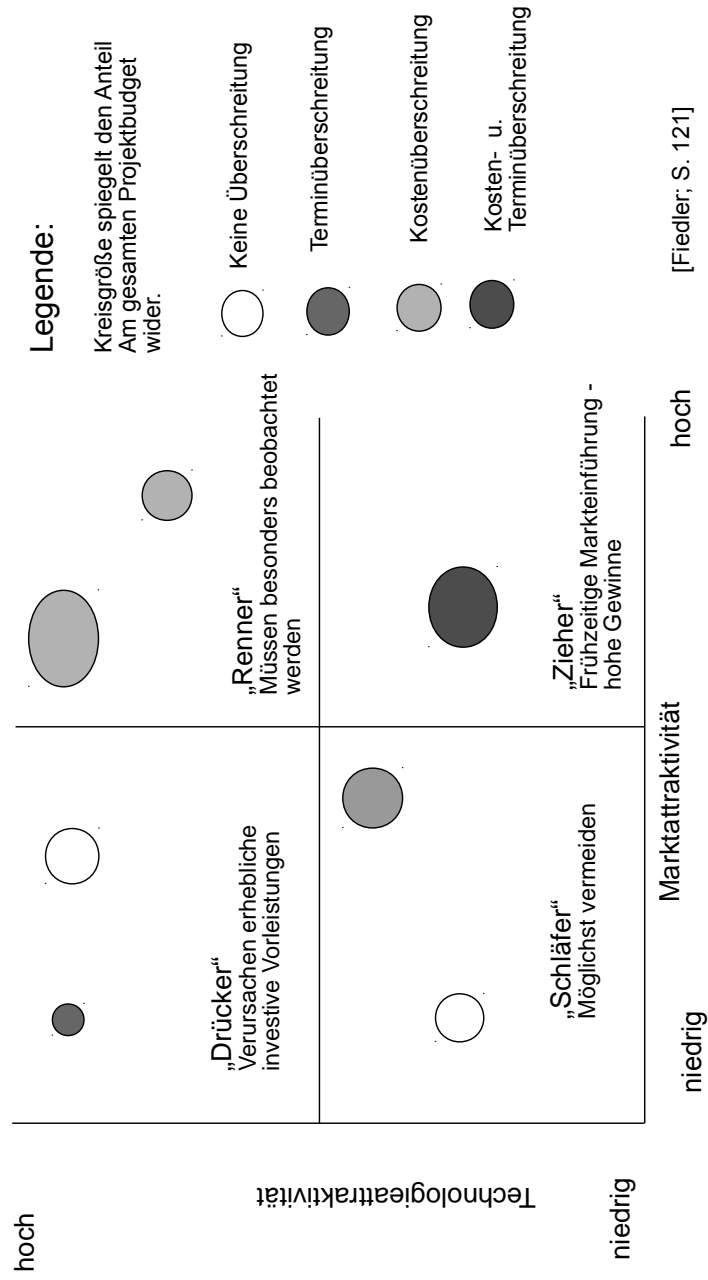 hoch
Technologieattraktivität
niedrig
„Drücker“
Verursachen erhebliche
investive Vorleistungen
„Renner“
Müssen besonders beobachtet
werden
„Schläfer“
Möglichst vermeiden
„Zieher“
Frühzeitige Markteinführung -
hohe Gewinne
niedrig
Marktattraktivität
hoch
Legende:
Kreisgröße spiegelt den Anteil
Am gesamten Projektbudget
wider.
Keine Überschreitung
Terminüberschreitung
Kostenüberschreitung
Kosten- u.
Terminüberschreitung
[Fiedler; S. 121]